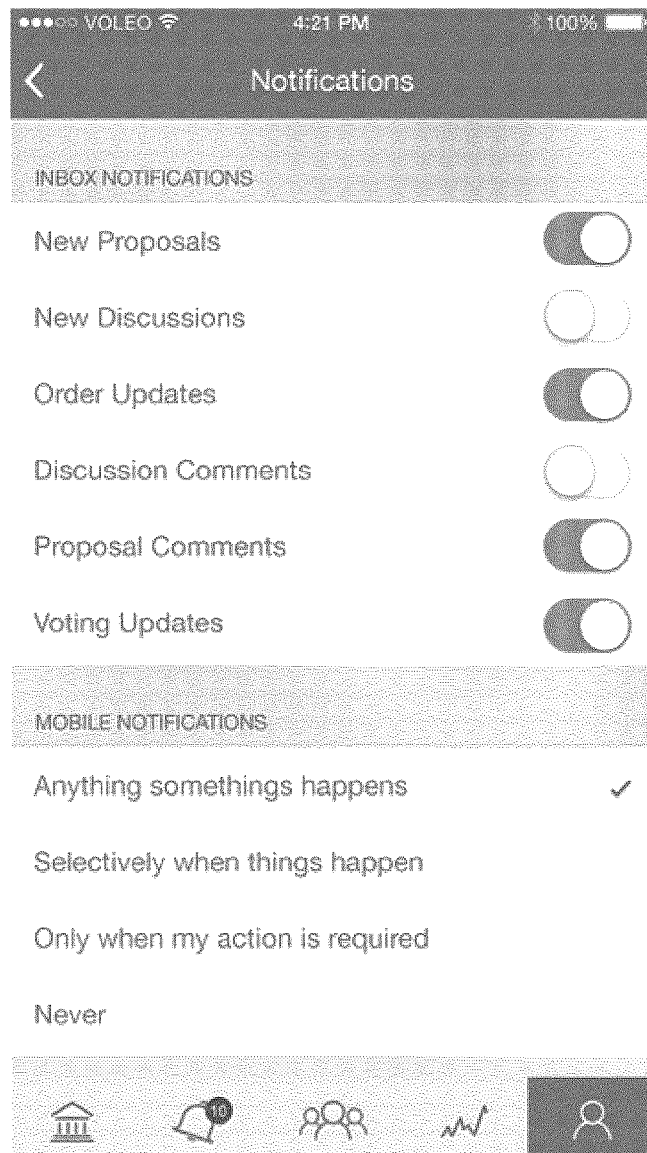 VOLEO 4:21 PM 100%
Notifications
INBOX NOTIFICATIONS
New Proposals
New Discussions
Order Updates
Discussion Comments
Proposal Comments
Voting Updates
MOBILE NOTIFICATIONS
Anything somethings happens
Selectively when things happen
Only when my action is required
Never
10